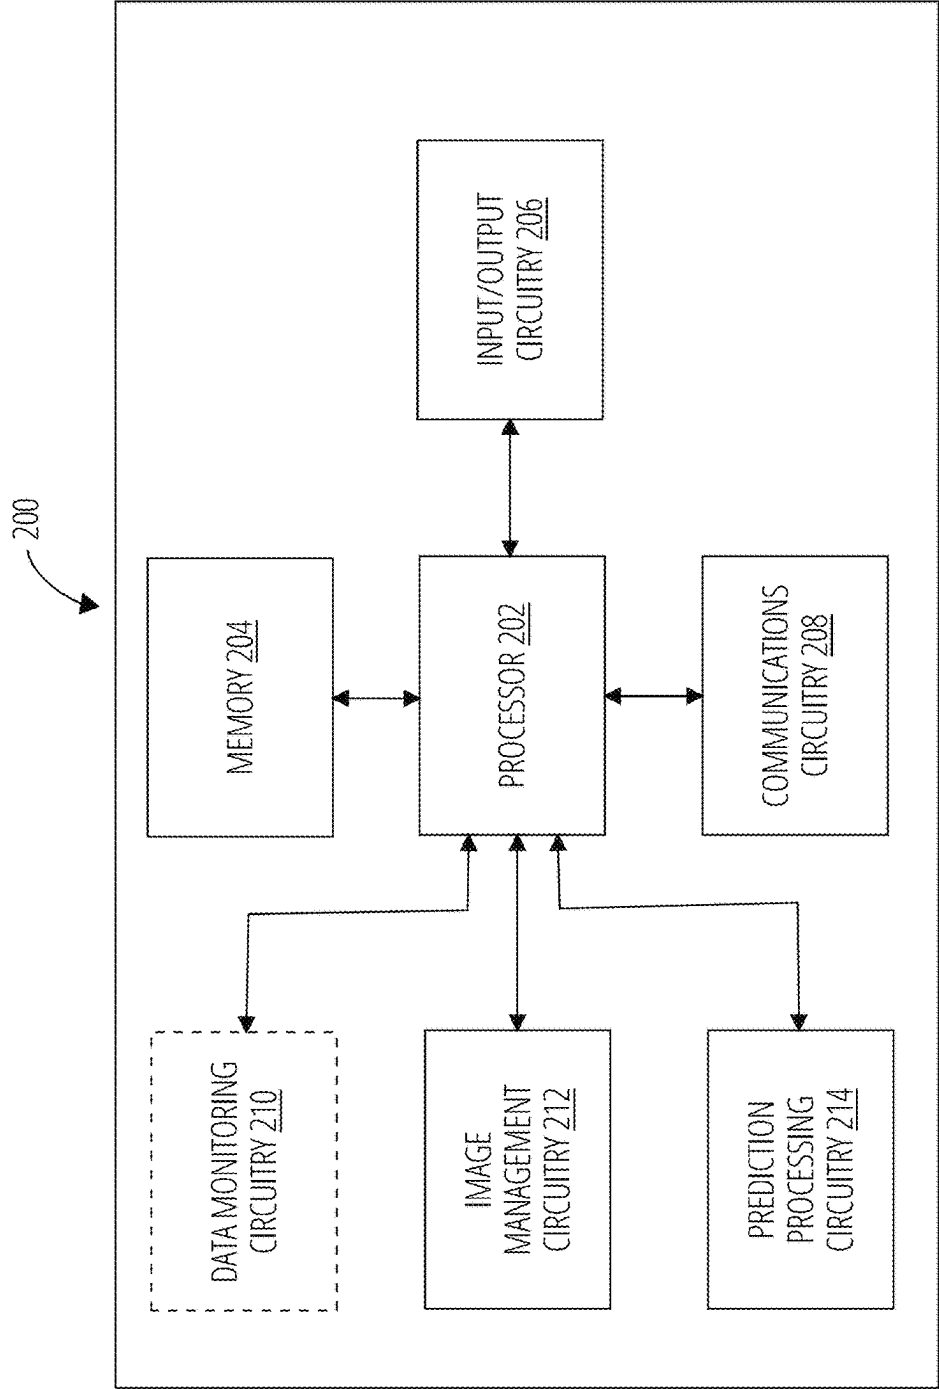 200
DATA MONITORING
CIRCUITRY 210
MEMORY 204
IMAGE
MANAGEMENT
CIRCUITRY 212
PROCESSOR 202
INPUT/OUTPUT
CIRCUITRY 206
PREDICTION
PROCESSING
CIRCUITRY 214
COMMUNICATIONS
CIRCUITRY 208